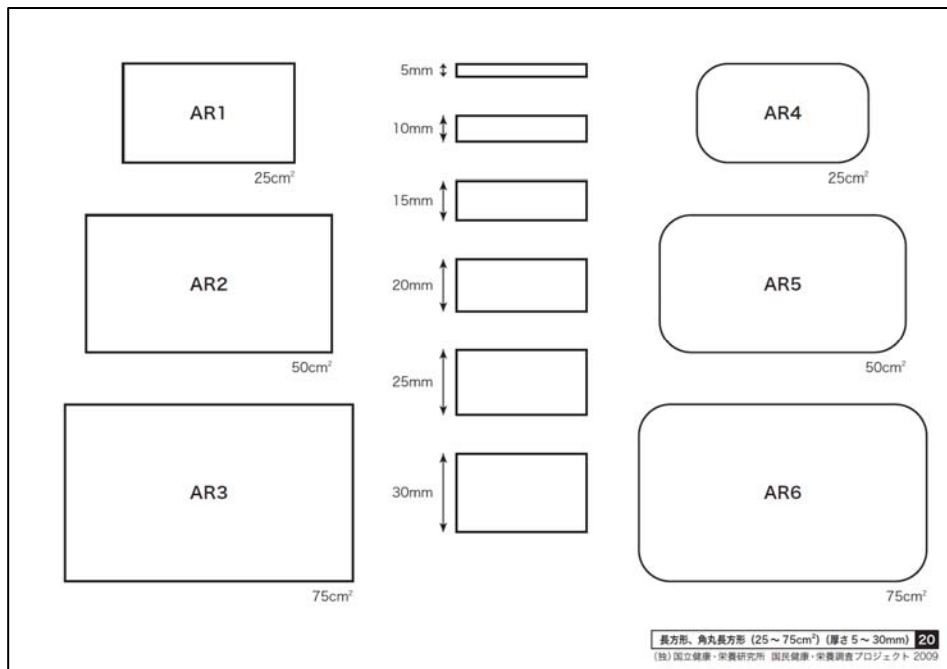 AR1
25cm²
AR2
50cm²
AR3
75cm²
5mm
10mm
15mm
20mm
25mm
30mm
AR4
25cm²
AR5
50cm²
AR6
75cm²
長方形、角丸長方形（25～75cm²）（厚さ5～30mm） 20
（独）国立健康・栄養研究所 国民健康・栄養調査プロジェクト 2009